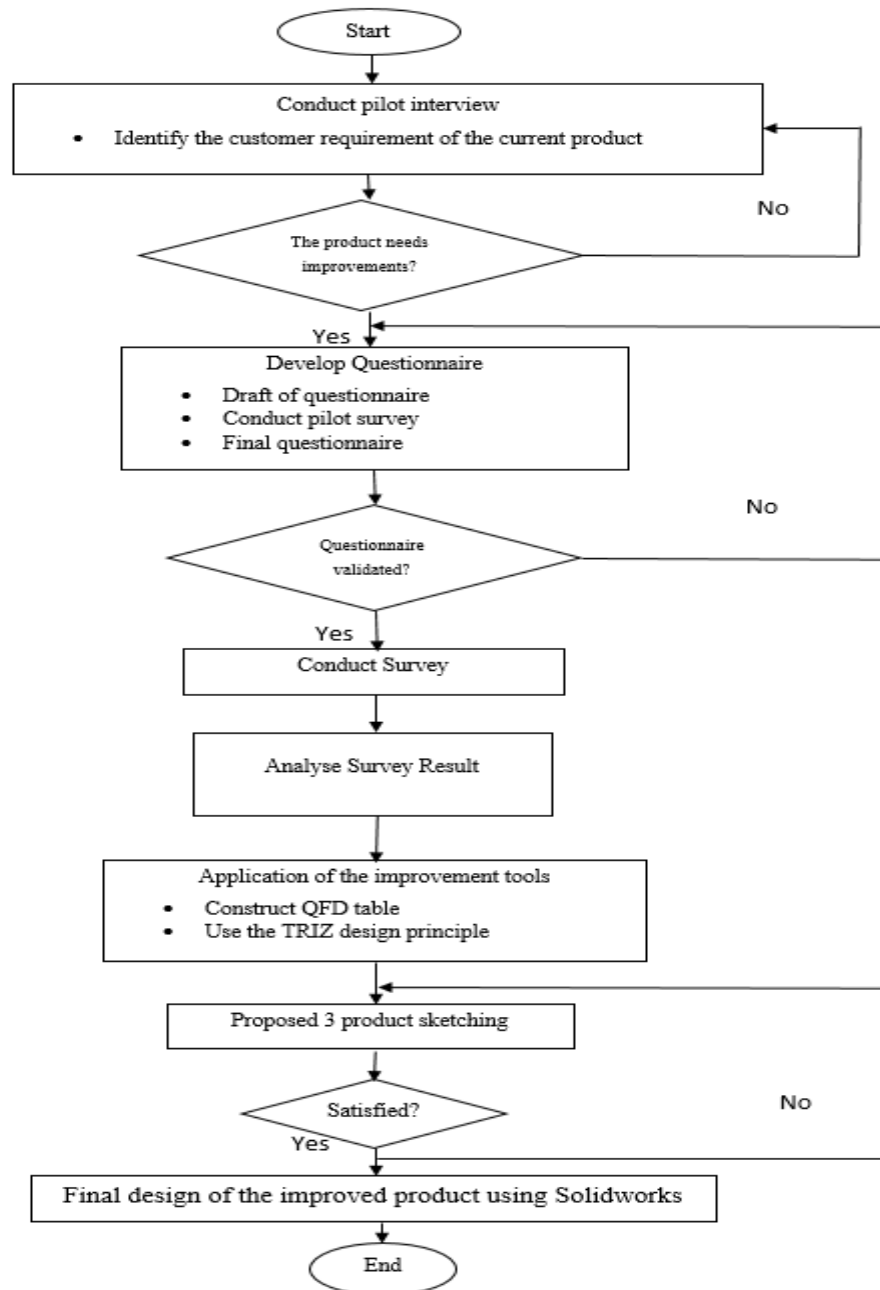 Start
Conduct pilot interview
• Identify the customer requirement of the current product
No
The product needs
improvements?
Yes
Develop Questionnaire
• Draft of questionnaire
• Conduct pilot survey
• Final questionnaire
No
Questionnaire
validated?
Yes
Conduct Survey
Analyse Survey Result
Application of the improvement tools
• Construct QFD table
• Use the TRIZ design principle
Proposed 3 product sketching
Satisfied?
No
Yes
Final design of the improved product using Solidworks
End